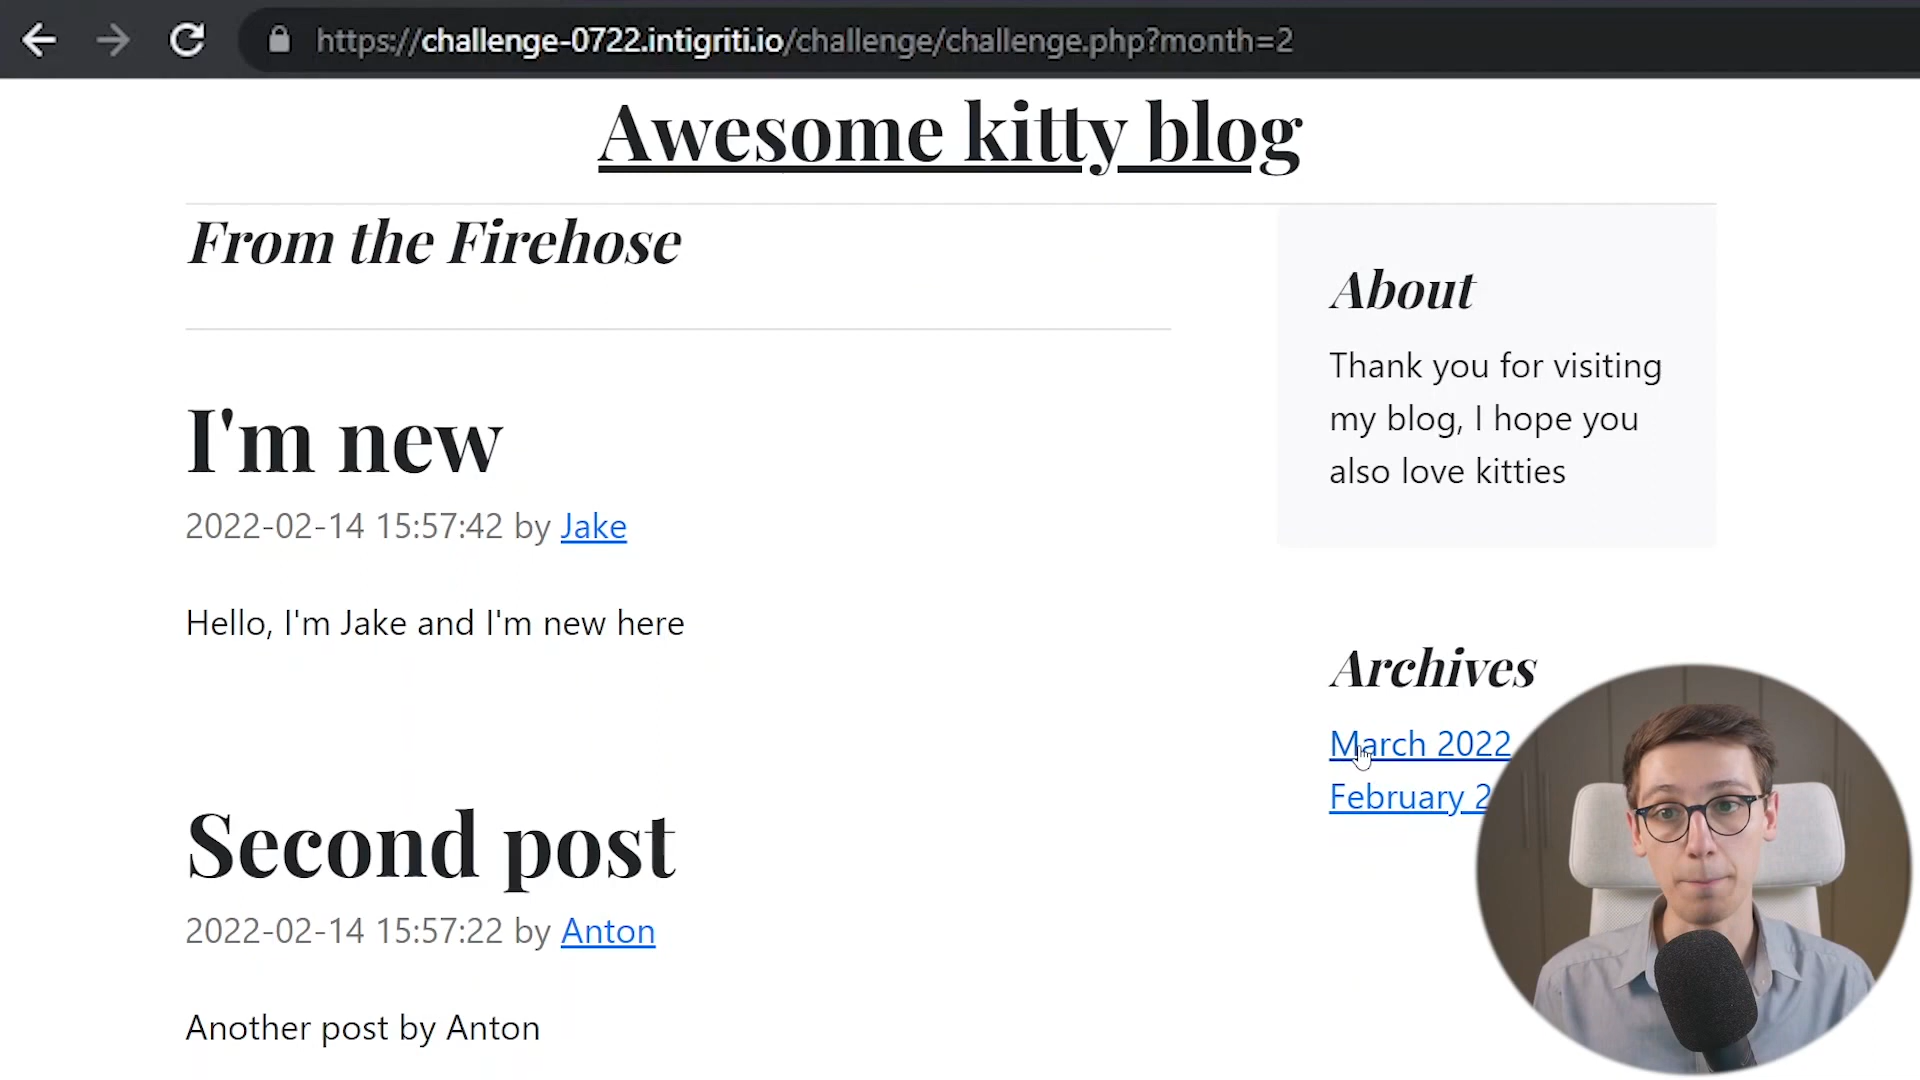 https://challenge-0722.intigriti.io/challenge/challenge.php?month=2
Awesome kitty blog
From the Firehose
I'm new
2022-02-14 15:57:42 by Jake
Hello, I'm Jake and I'm new here
Second post
2022-02-14 15:57:22 by Anton
Another post by Anton
About
Thank you for visiting
my blog, I hope you
also love kitties
Archives
March 2022
February 2